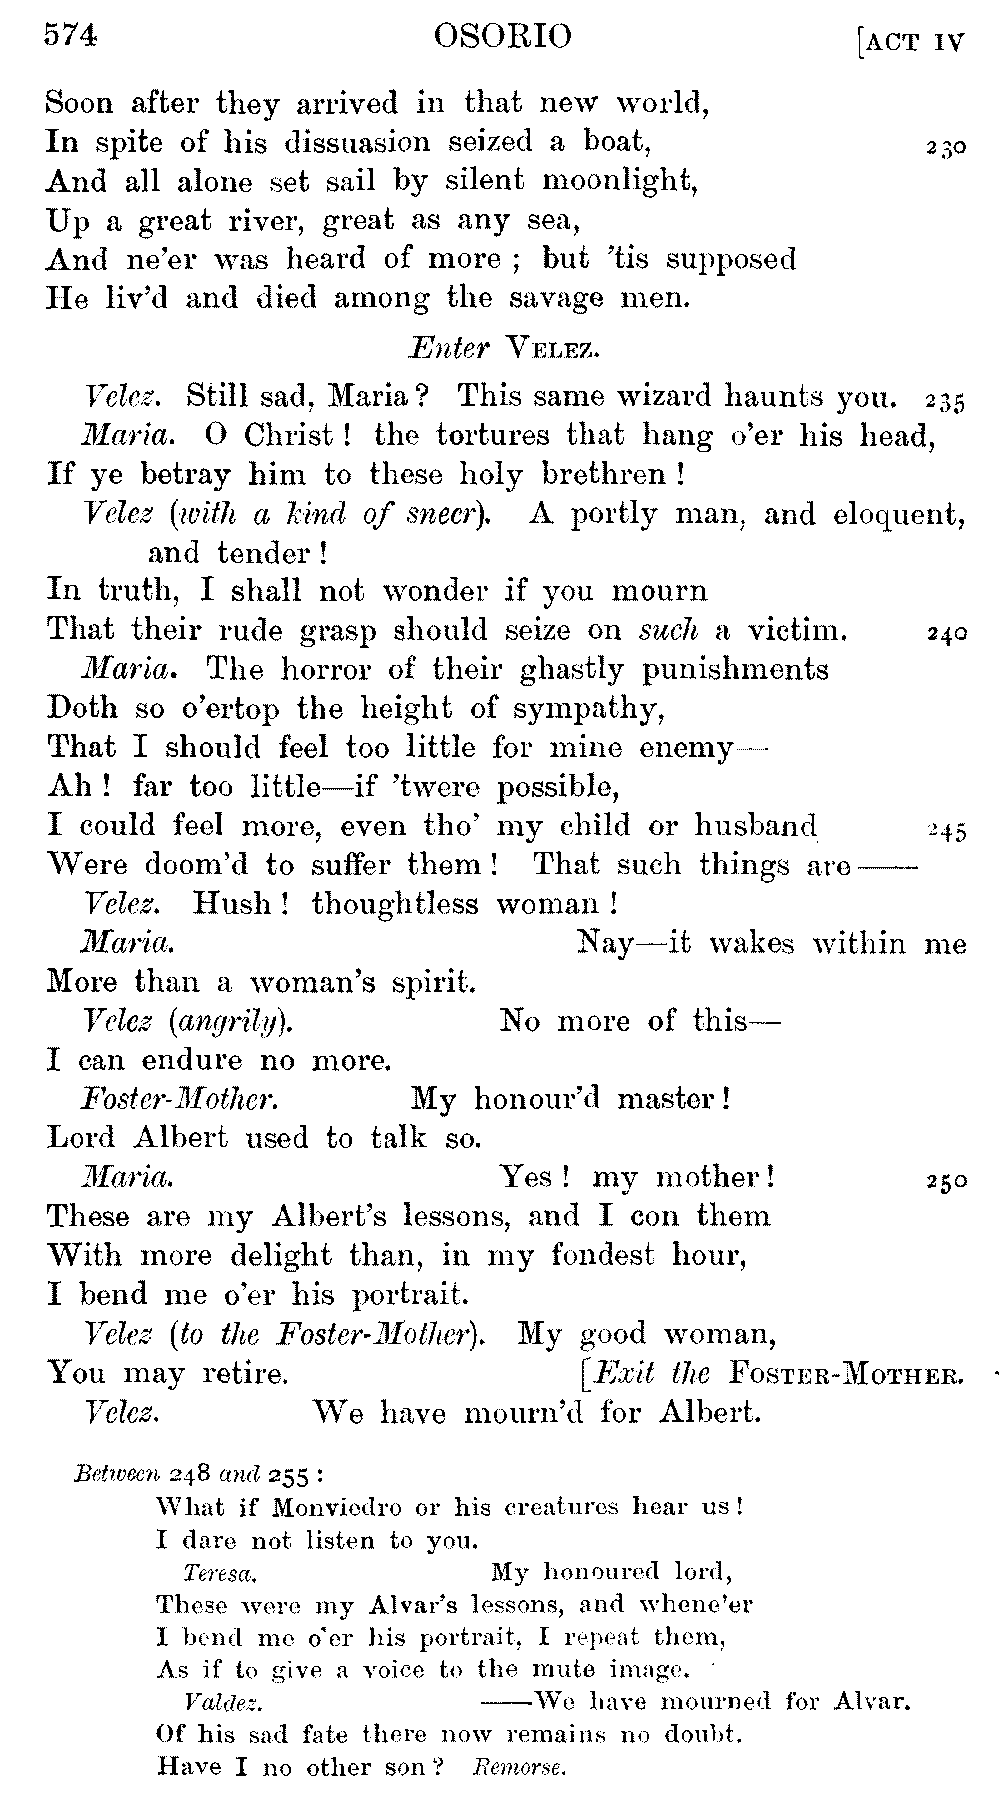 574 OSORIO [ACT IV
Soon after they arrived in that new world,
In spite of his dissuasion seized a boat, 230
And all alone set sail by silent moonlight,
Up a great river, great as any sea,
And ne'er was heard of more ; but 'tis supposed
He liv'd and died among the savage men.
Enter VELEZ.
Velez. Still sad, Maria ? This same wizard haunts you. 235
Maria. O Christ ! the tortures that hang o'er his head,
If ye betray him to these holy brethren !
Velez (with a kind of sneer). A portly man, and eloquent,
and tender !
In truth, I shall not wonder if you mourn
That their rude grasp should seize on such a victim. 240
Maria. The horror of their ghastly punishments
Doth so o'ertop the height of sympathy,
That I should feel too little for mine enemy—
Ah ! far too little—if 'twere possible,
I could feel more, even tho' my child or husband 245
Were doom'd to suffer them ! That such things are——
Velez. Hush ! thoughtless woman !
Maria. Nay—it wakes within me
More than a woman's spirit.
Velez (angrily). No more of this—
I can endure no more.
Foster-Mother. My honour'd master !
Lord Albert used to talk so.
Maria. Yes ! my mother ! 250
These are my Albert's lessons, and I con them
With more delight than, in my fondest hour,
I bend me o'er his portrait.
Velez (to the Foster-Mother). My good woman,
You may retire. [Exit the FOSTER-MOTHER.
Velez. We have mourn'd for Albert.
Between 248 and 255 :
What if Monviedro or his creatures hear us !
I dare not listen to you.
Teresa. My honoured lord,
These were my Alvar's lessons, and whene'er
I bend me o'er his portrait, I repeat them,
As if to give a voice to the mute image.
Valdez. ——We have mourned for Alvar.
Of his sad fate there now remains no doubt.
Have I no other son ? Remorse.